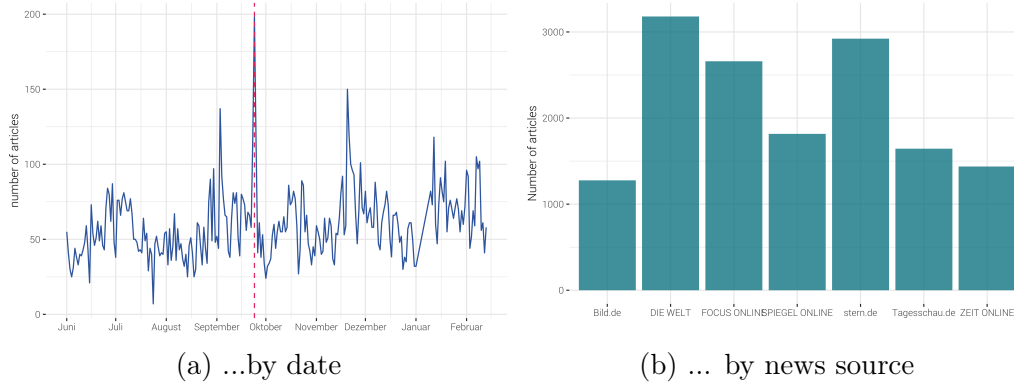 number of articles
200
150
100
50
0
Juni Juli August September Oktober November Dezember Januar Februar
(a) ...by date
Number of articles
3000
2000
1000
0
Bild.de DIE WELT FOCUS ONLINE SPIEGEL ONLINE stern.de Tagesschau.de ZEIT ONLINE
(b) ... by news source